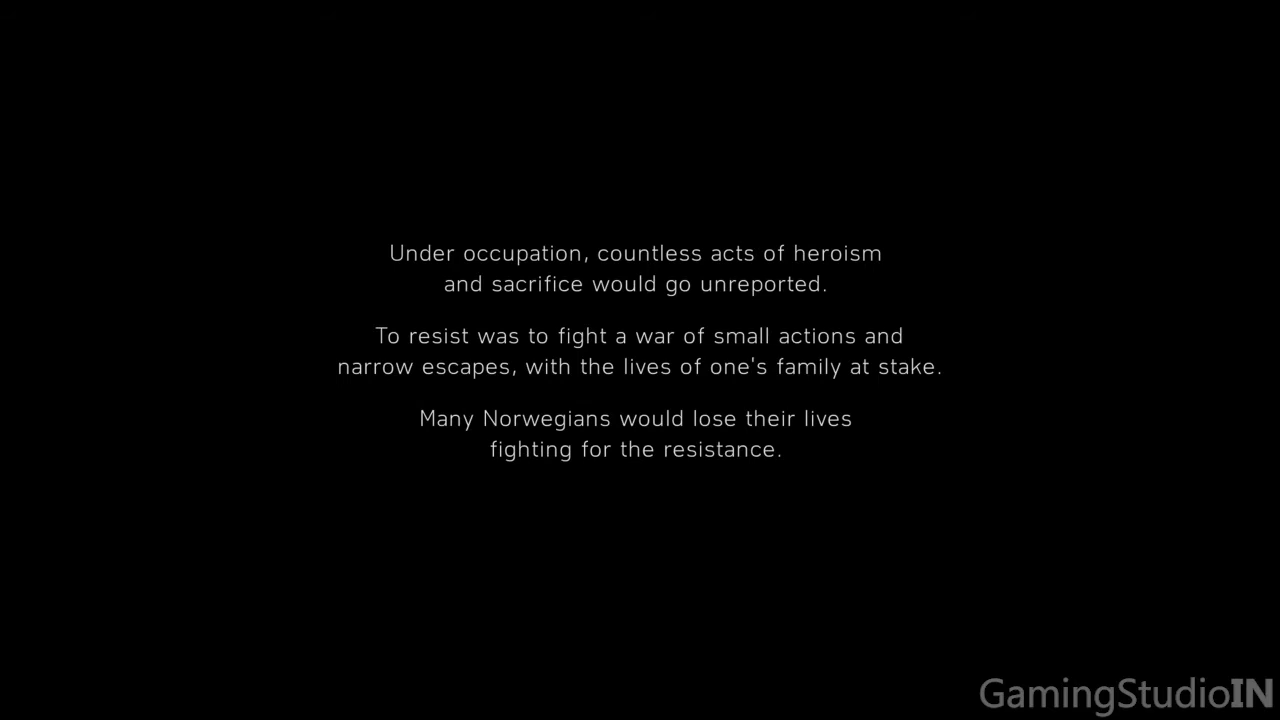 Under occupation, countless acts of heroism
and sacrifice would go unreported.
To resist was to fight a war of small actions and
narrow escapes, with the lives of one's family at stake.
Many Norwegians would lose their lives
fighting for the resistance.
GamingStudioIN